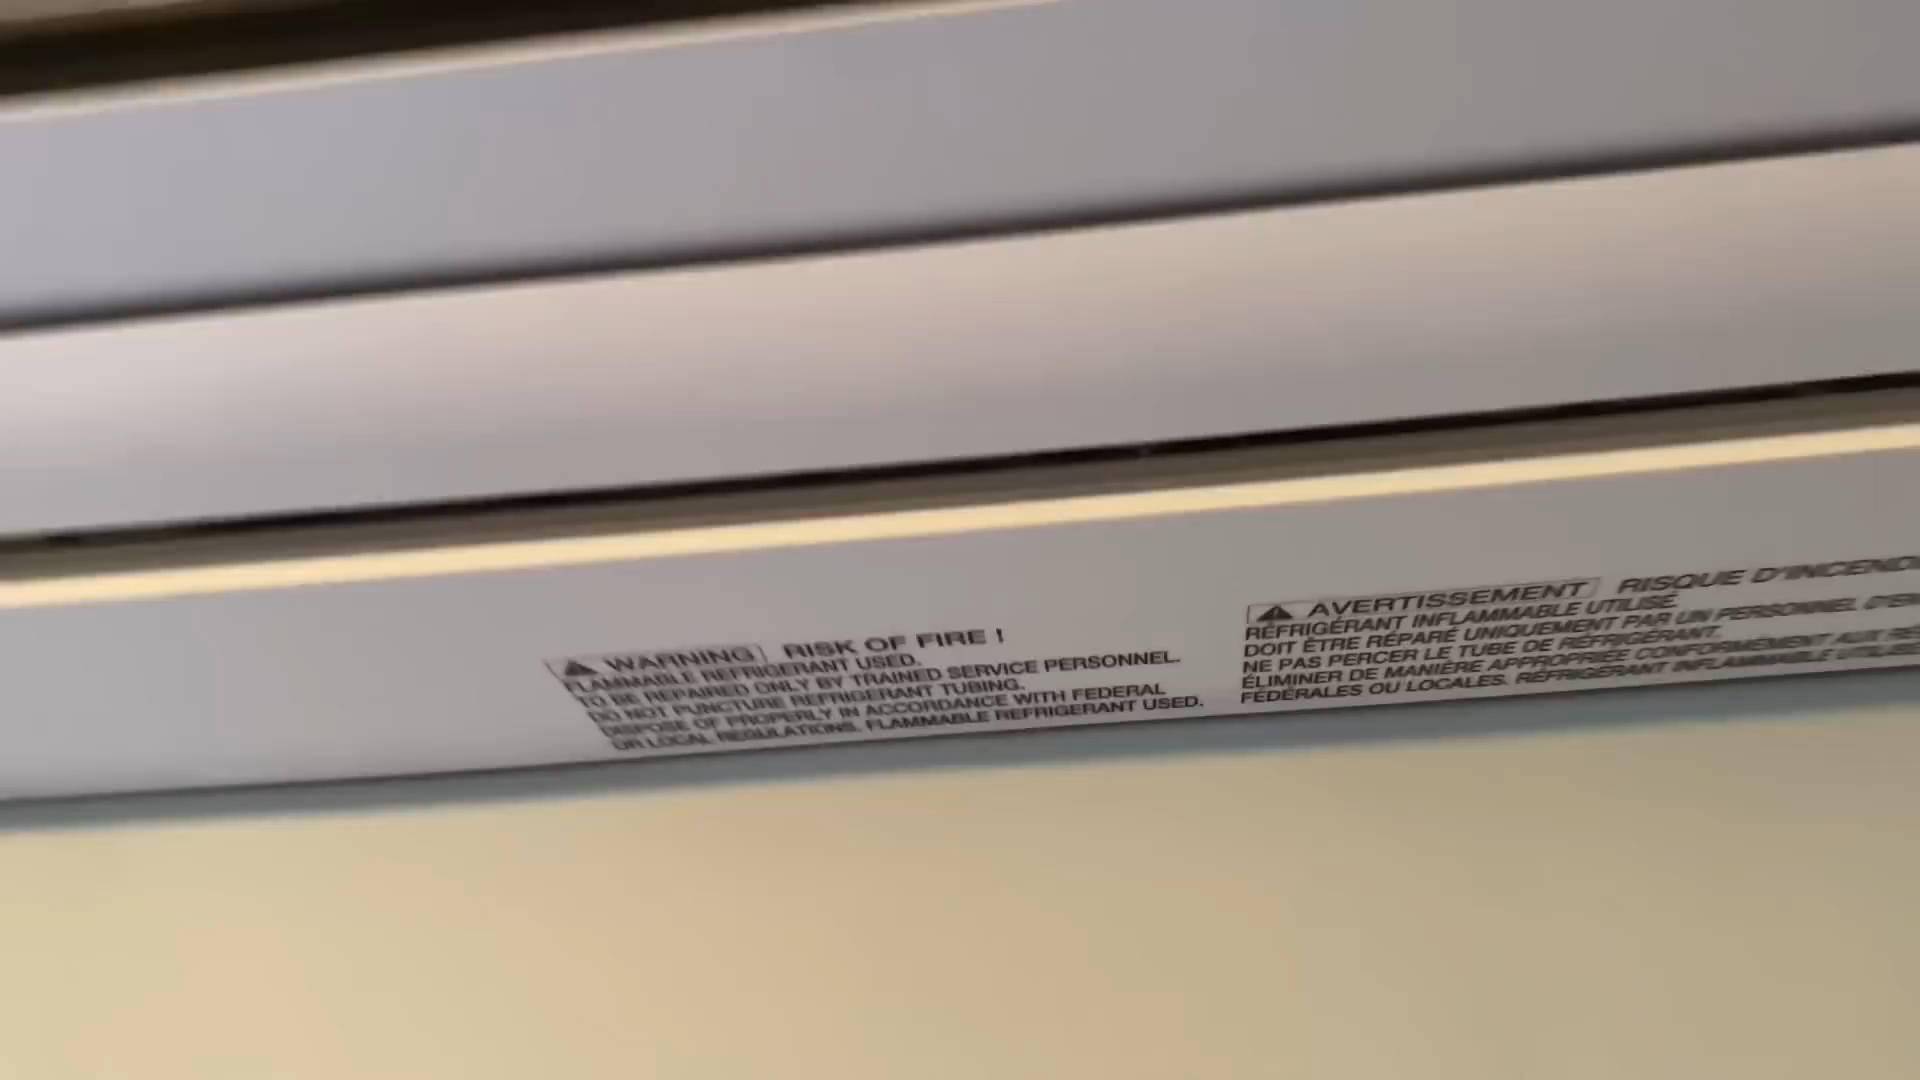 WARNING RISK OF FIRE !
FLAMMABLE REFRIGERANT USED.
TO BE REPAIRED ONLY BY TRAINED SERVICE PERSONNEL.
DO NOT PUNCTURE REFRIGERANT TUBING.
DISPOSE OF PROPERLY IN ACCORDANCE WITH FEDERAL
OR LOCAL REGULATIONS. FLAMMABLE REFRIGERANT USED.
AVERTISSEMENT RISQUE
RÉFRIGÉRANT INFLAMMABLE UTILISÉ.
DOIT ÊTRE RÉPARÉ UNIQUEMENT PAR UN PERSONNEL
NE PAS PERCER LE TUBE DE RÉFRIGÉRANT.
ÉLIMINER DE MANIÈRE APPROPRIÉE CONFORMÉMENT AUX
FÉDÉRALES OU LOCALES. RÉFRIGÉRANT INFLAMMABLE